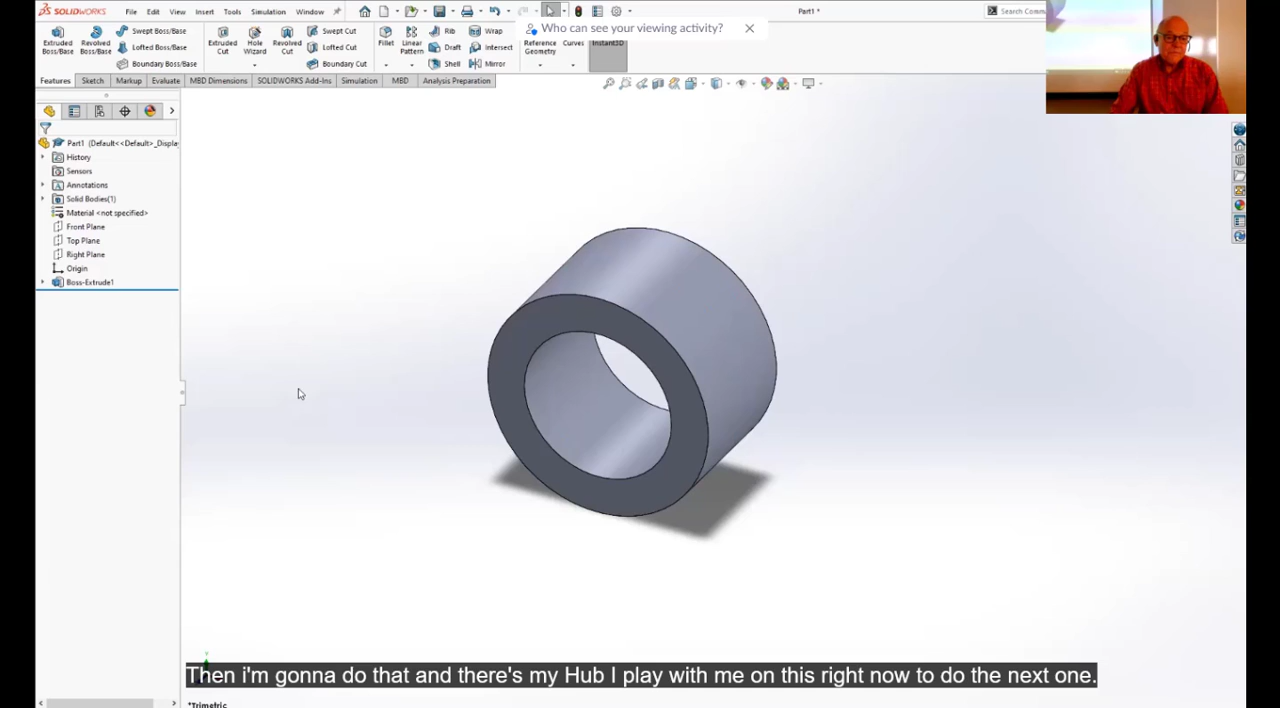 SOLIDWORKS File Edit View Insert Tools Simulation Window Part1 * Search Comm
Who can see your viewing activity?
Extruded Boss/Base Revolved Boss/Base Swept Boss/Base Lofted Boss/Base Boundary Boss/Base Extruded Cut Hole Wizard Revolved Cut Swept Cut Lofted Cut Boundary Cut Fillet Linear Pattern Rib Draft Shell Wrap Intersect Mirror Reference Geometry Curves Instant3D
Features Sketch Markup Evaluate MBD Dimensions SOLIDWORKS Add-Ins Simulation MBD Analysis Preparation
Part1 (Default<<Default>_Displa
History
Sensors
Annotations
Solid Bodies(1)
Material <not specified>
Front Plane
Top Plane
Right Plane
Origin
Boss-Extrude1
Then i'm gonna do that and there's my Hub I play with me on this right now to do the next one.
*Trimetric